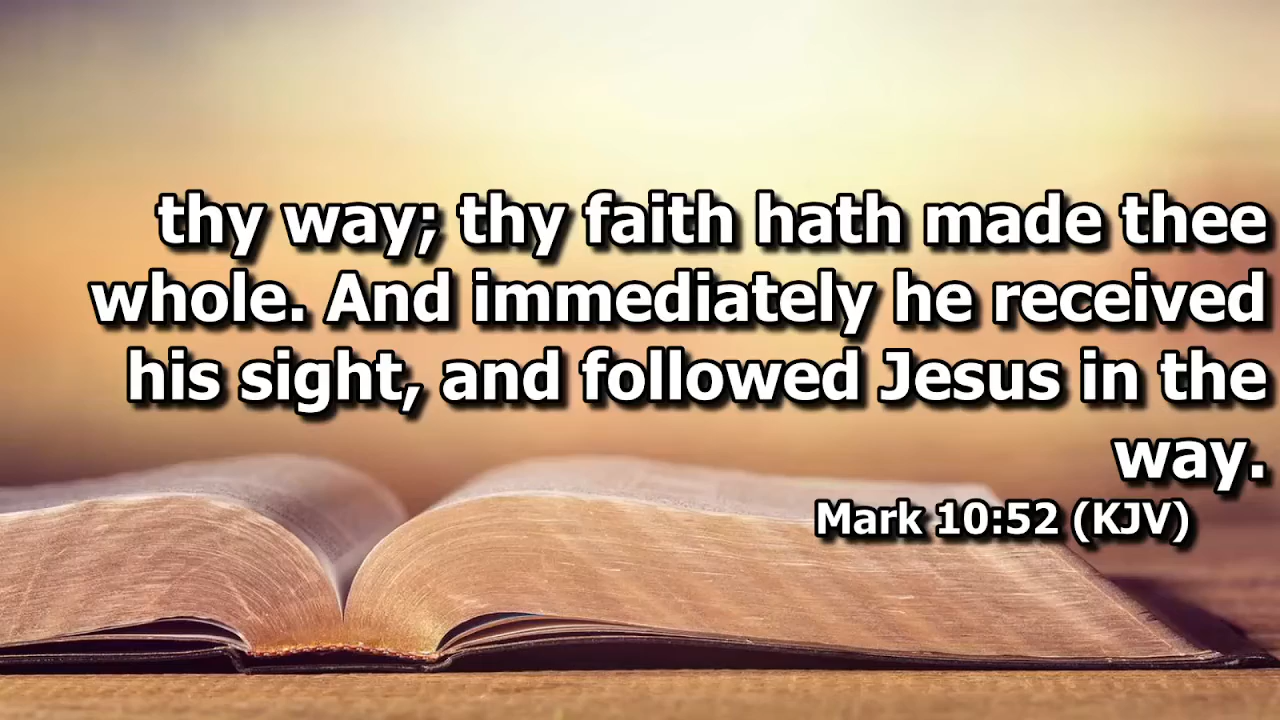 thy way; thy faith hath made thee
whole. And immediately he received
his sight, and followed Jesus in the
way.
Mark 10:52 (KJV)